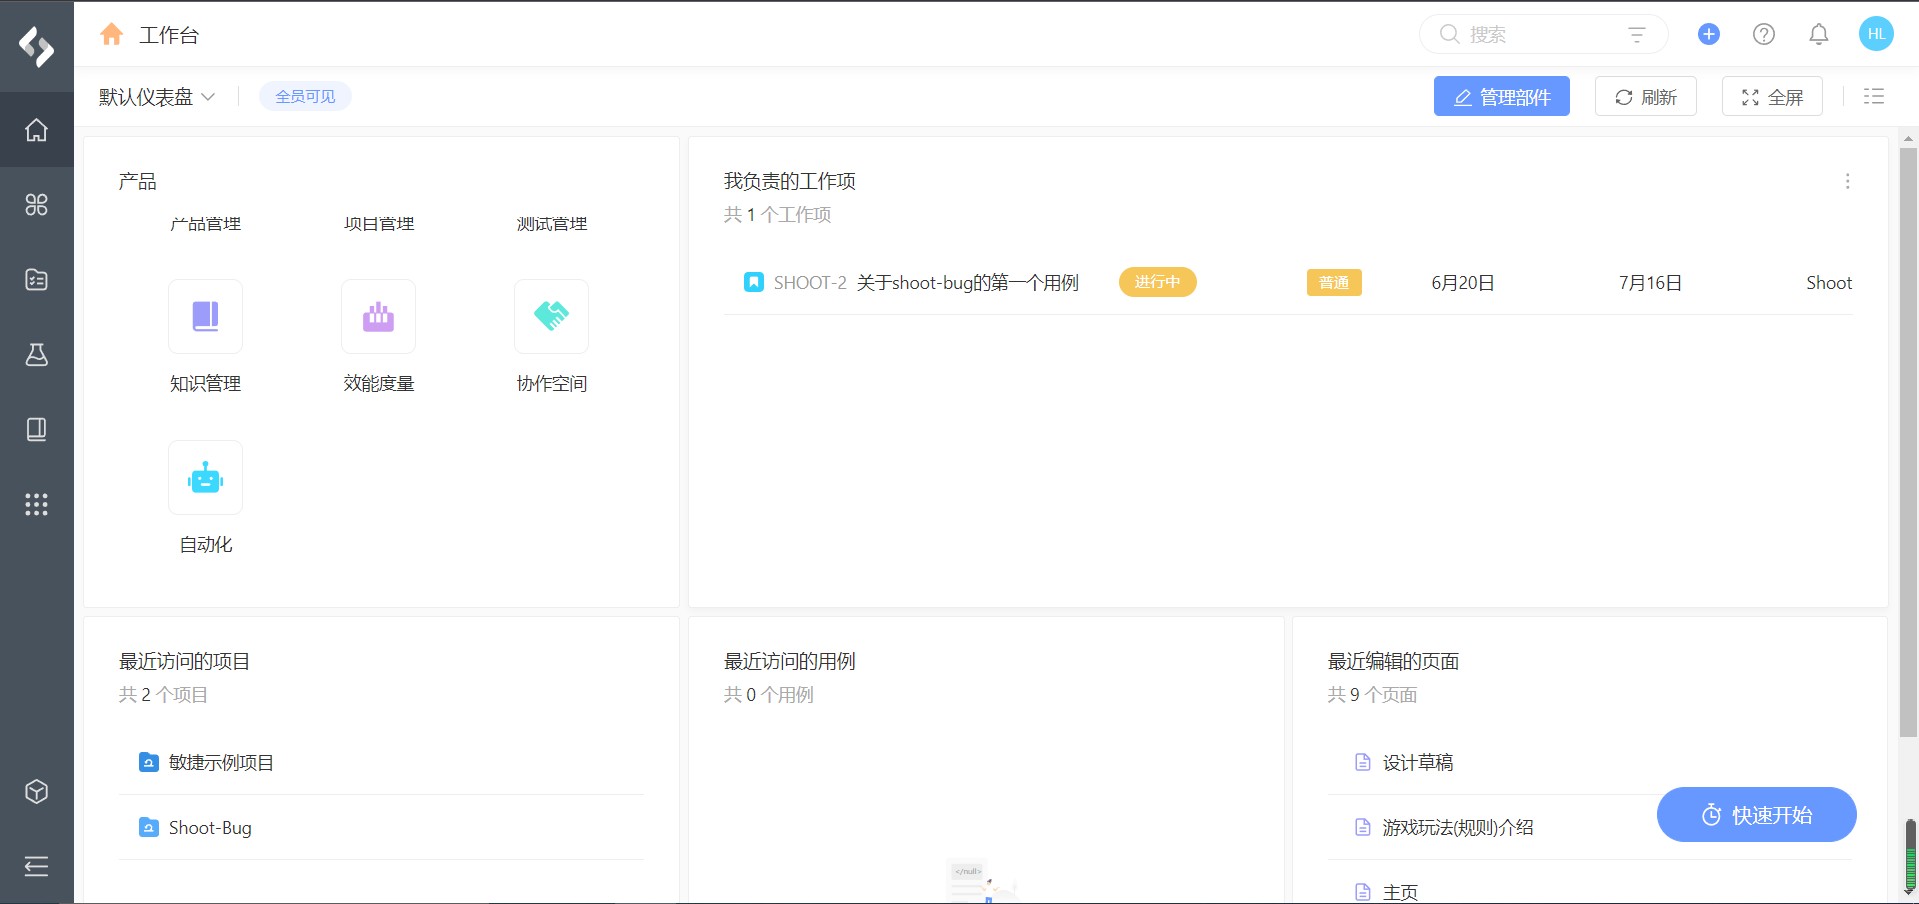 工作台
搜索
HL
默认仪表盘
全员可见
管理部件
刷新
全屏
产品
产品管理
项目管理
测试管理
知识管理
效能度量
协作空间
自动化
我负责的工作项
共 1 个工作项
SHOOT-2 关于shoot-bug的第一个用例 进行中 普通 6月20日 7月16日 Shoot
最近访问的项目
共 2 个项目
敏捷示例项目
Shoot-Bug
最近访问的用例
共 0 个用例
</null>
最近编辑的页面
共 9 个页面
设计草稿
游戏玩法(规则)介绍
主页
快速开始